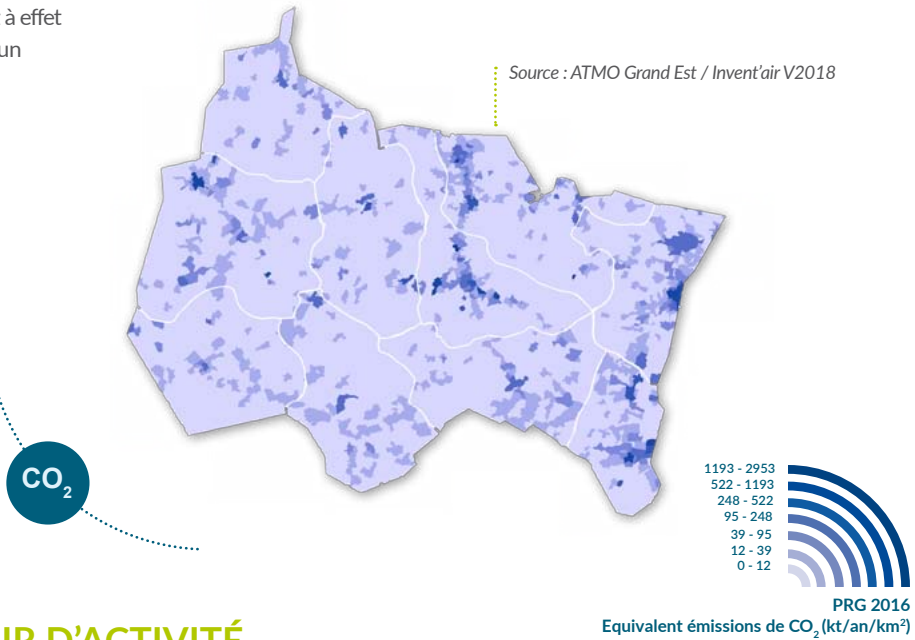 à effet
un
Source : ATMO Grand Est / Invent'air V2018
CO2
1193 - 2953
522 - 1193
248 - 522
95 - 248
39 - 95
12 - 39
0 - 12
PRG 2016
Equivalent émissions de CO2 (kt/an/km²)
D'ACTIVITÉ